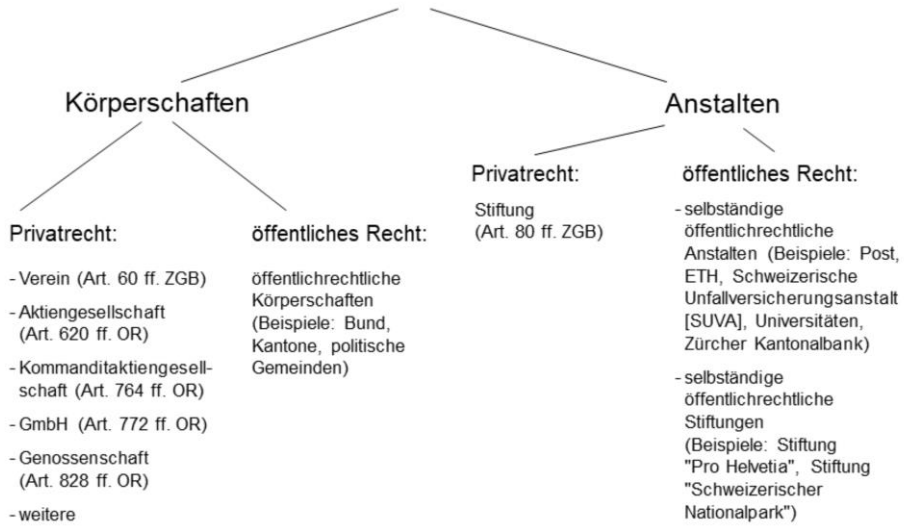 Körperschaften
Privatrecht:
- Verein (Art. 60 ff. ZGB)
- Aktiengesellschaft
(Art. 620 ff. OR)
- Kommanditaktiengesell-
schaft (Art. 764 ff. OR)
- GmbH (Art. 772 ff. OR)
- Genossenschaft
(Art. 828 ff. OR)
- weitere
öffentliches Recht:
öffentlichrechtliche
Körperschaften
(Beispiele: Bund,
Kantone, politische
Gemeinden)
Anstalten
Privatrecht:
Stiftung
(Art. 80 ff. ZGB)
öffentliches Recht:
- selbständige
öffentlichrechtliche
Anstalten (Beispiele: Post,
ETH, Schweizerische
Unfallversicherungsanstalt
[SUVA], Universitäten,
Zürcher Kantonalbank)
- selbständige
öffentlichrechtliche
Stiftungen
(Beispiele: Stiftung
"Pro Helvetia", Stiftung
"Schweizerischer
Nationalpark")